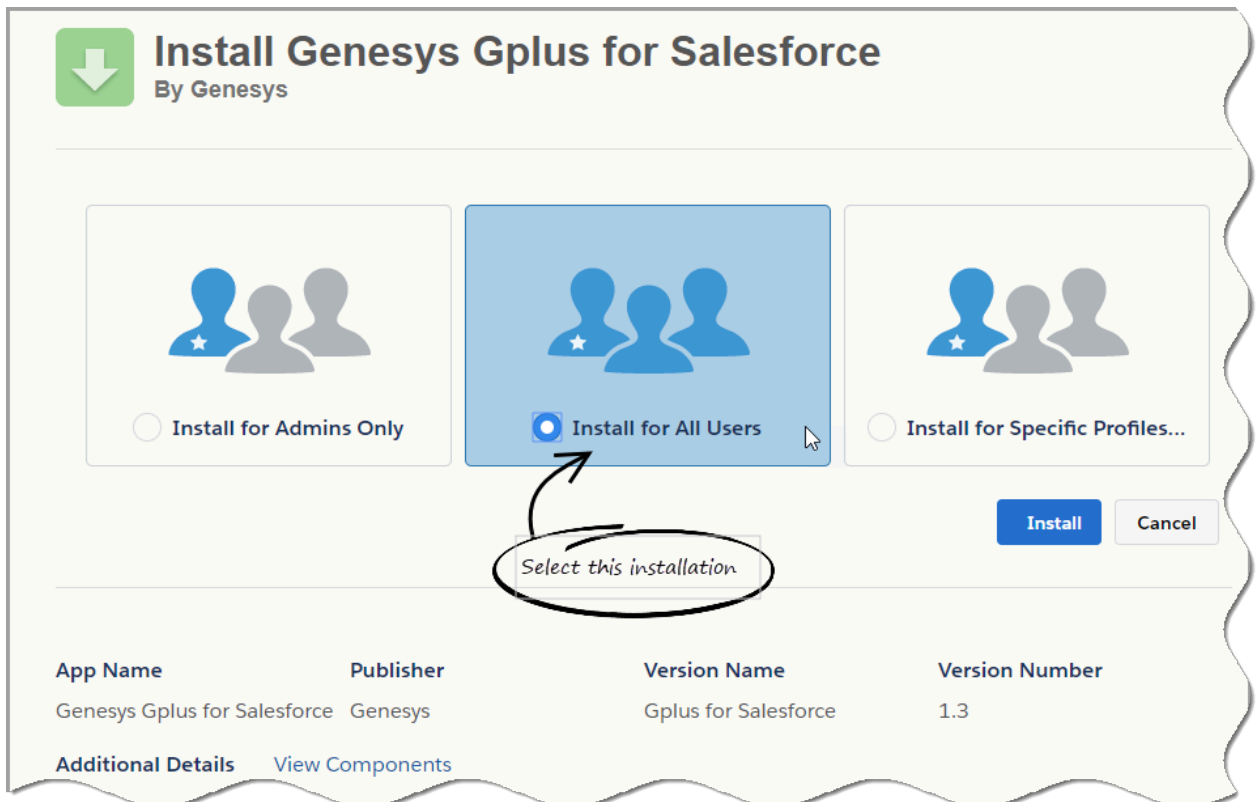 Install Genesys Gplus for Salesforce
By Genesys
Install for Admins Only
Install for All Users
Install for Specific Profiles...
Install
Cancel
Select this installation
App Name
Publisher
Version Name
Version Number
Genesys Gplus for Salesforce
Genesys
Gplus for Salesforce
1.3
Additional Details
View Components